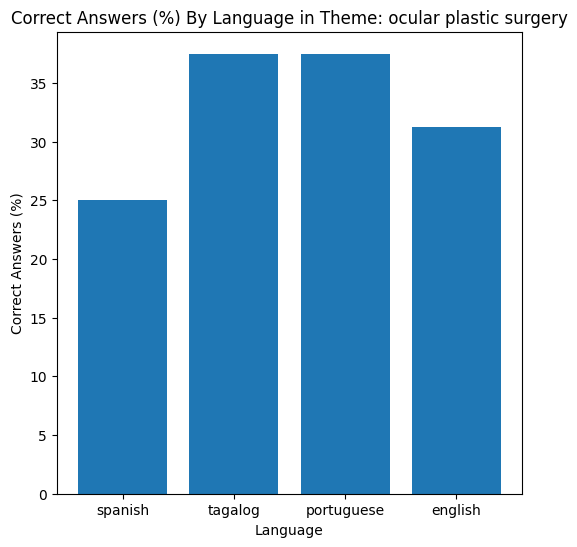 Correct Answers (%) By Language in Theme: ocular plastic surgery
Correct Answers (%)
35
30
25
20
15
10
5
0
spanish tagalog portuguese english
Language